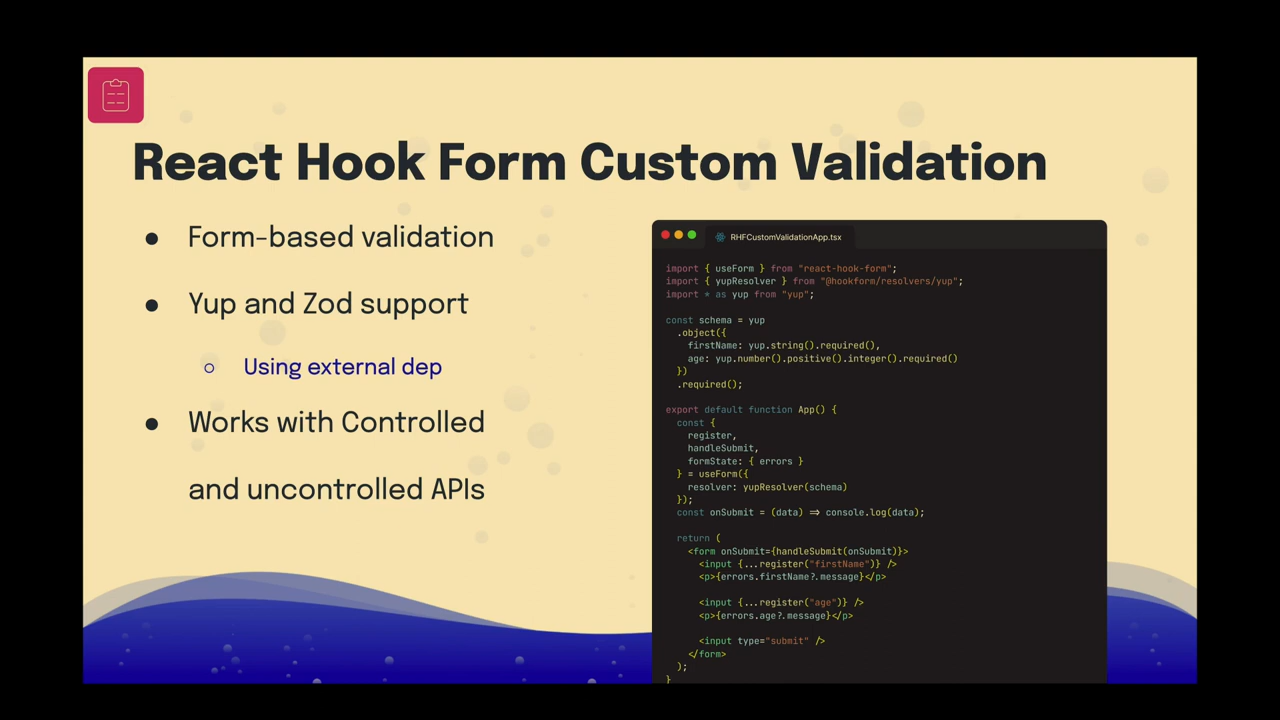 React Hook Form Custom Validation
● Form-based validation
● Yup and Zod support
○ Using external dep
● Works with Controlled
and uncontrolled APIs
RHFCustomValidationApp.tsx
import { useForm } from "react-hook-form";
import { yupResolver } from "@hookform/resolvers/yup";
import * as yup from "yup";
const schema = yup
.object({
firstName: yup.string().required(),
age: yup.number().positive().integer().required()
})
.required();
export default function App() {
const {
register,
handleSubmit,
formState: { errors }
} = useForm({
resolver: yupResolver(schema)
});
const onSubmit = (data) => console.log(data);
return (
<form onSubmit={handleSubmit(onSubmit)}>
<input {...register("firstName")} />
<p>{errors.firstName?.message}</p>
<input {...register("age")} />
<p>{errors.age?.message}</p>
<input type="submit" />
</form>
);
}